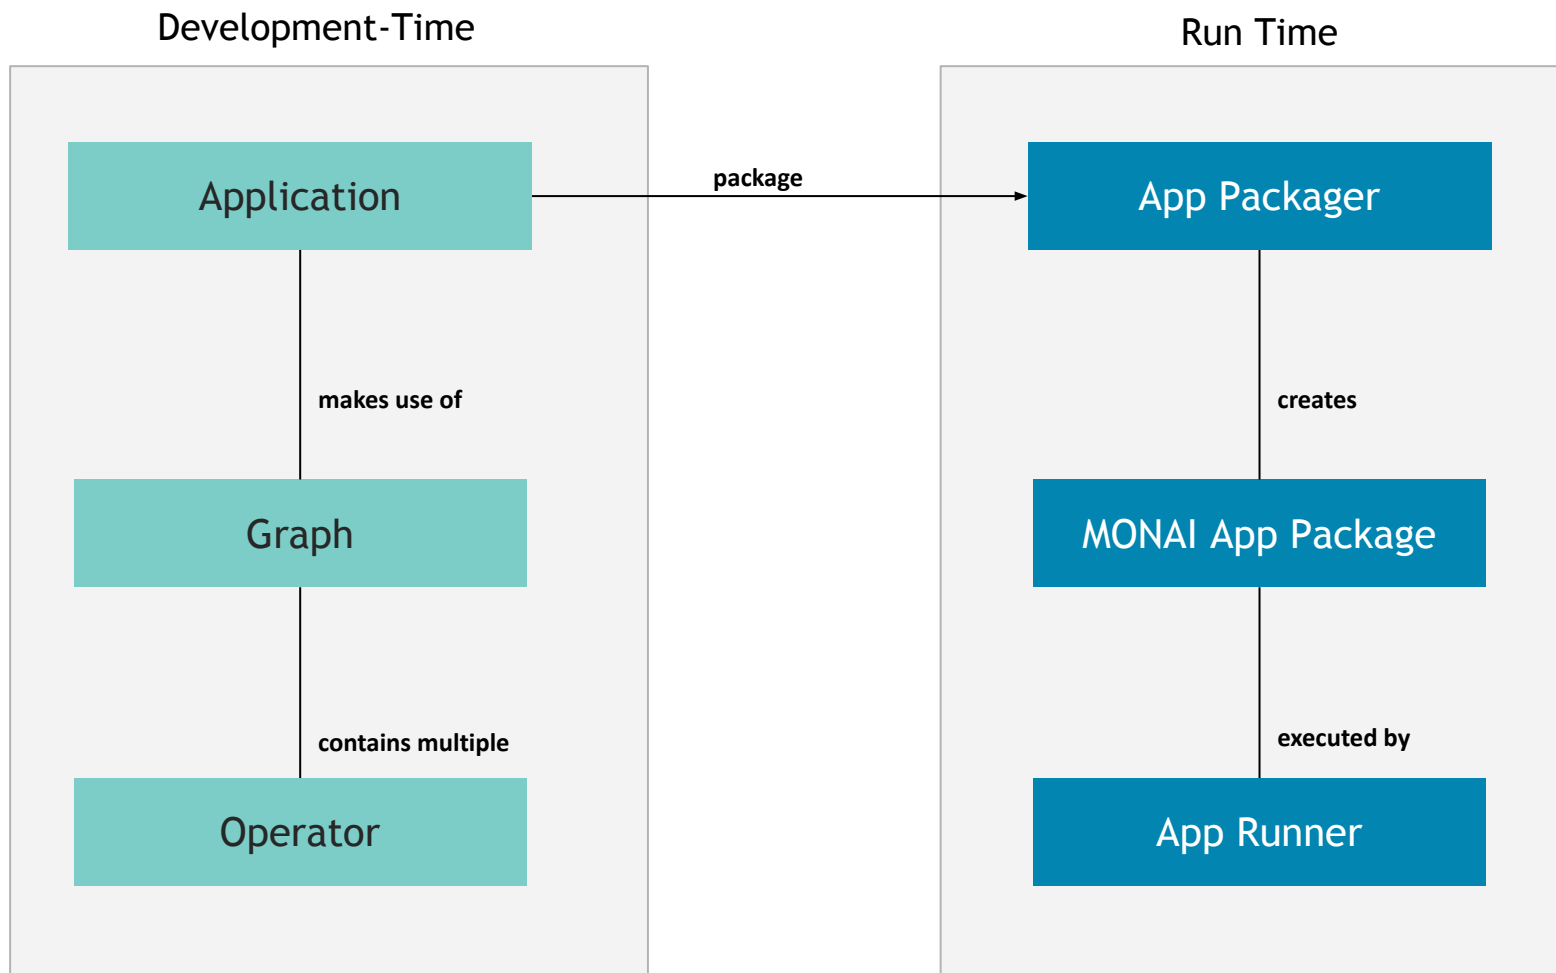 Development-Time
Run Time
Application
package
App Packager
makes use of
creates
Graph
MONAI App Package
contains multiple
executed by
Operator
App Runner